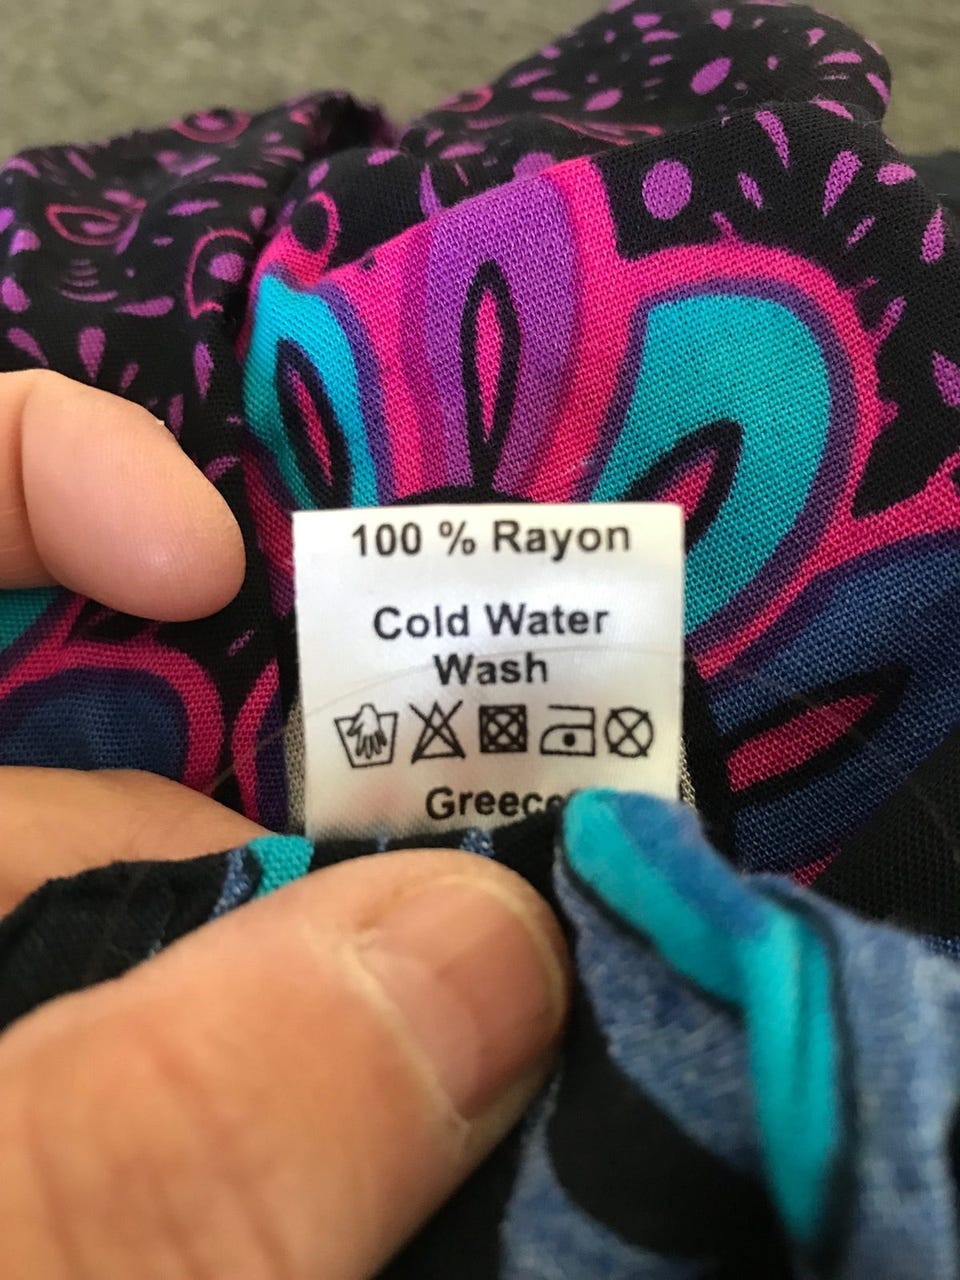 100 % Rayon
Cold Water
Wash
Greece